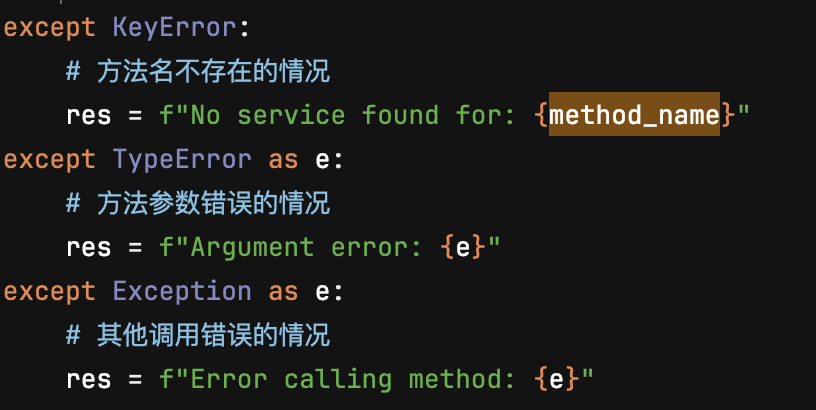 except KeyError:
# 方法名不存在的情况
res = f"No service found for: {method_name}"
except TypeError as e:
# 方法参数错误的情况
res = f"Argument error: {e}"
except Exception as e:
# 其他调用错误的情况
res = f"Error calling method: {e}"